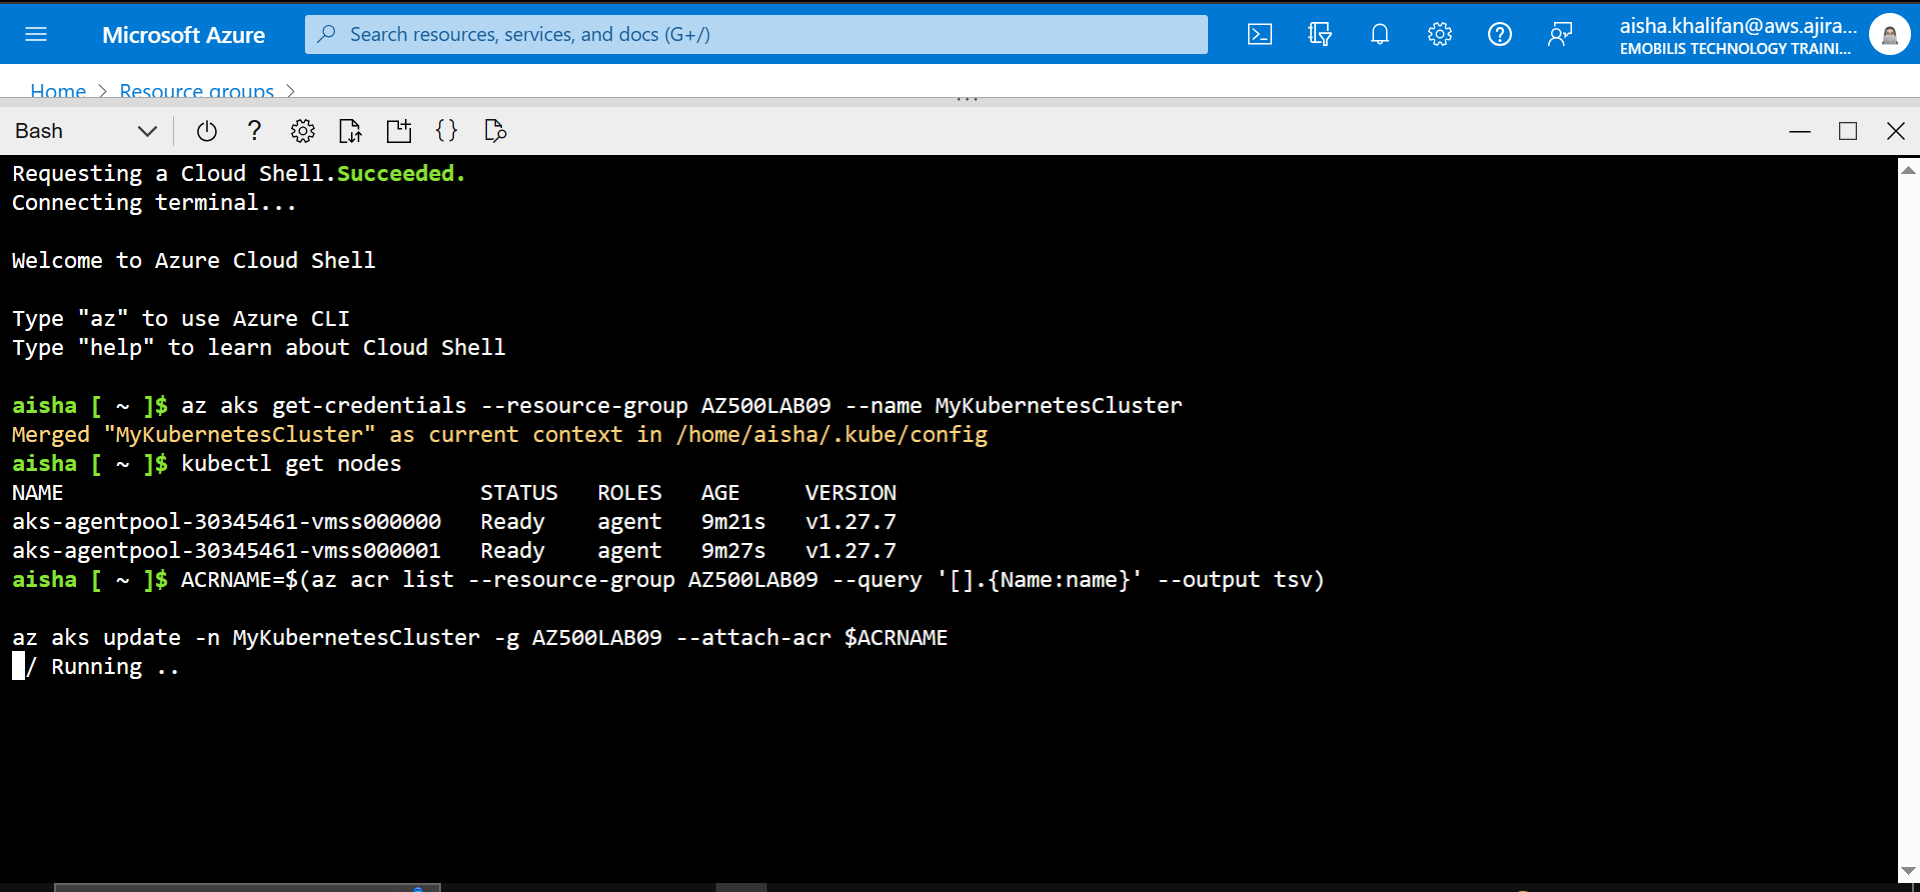 Microsoft Azure
Search resources, services, and docs (G+/)
aisha.khalifan@aws.ajira...
EMOBILIS TECHNOLOGY TRAINI...
Home > Resource groups >
...
Bash
Requesting a Cloud Shell.Succeeded.
Connecting terminal...
Welcome to Azure Cloud Shell
Type "az" to use Azure CLI
Type "help" to learn about Cloud Shell
aisha [ ~ ]$ az aks get-credentials --resource-group AZ500LAB09 --name MyKubernetesCluster
Merged "MyKubernetesCluster" as current context in /home/aisha/.kube/config
aisha [ ~ ]$ kubectl get nodes
NAME STATUS ROLES AGE VERSION
aks-agentpool-30345461-vmss000000 Ready agent 9m21s v1.27.7
aks-agentpool-30345461-vmss000001 Ready agent 9m27s v1.27.7
aisha [ ~ ]$ ACRNAME=$(az acr list --resource-group AZ500LAB09 --query '[].{Name:name}' --output tsv)
az aks update -n MyKubernetesCluster -g AZ500LAB09 --attach-acr $ACRNAME
/ Running ..